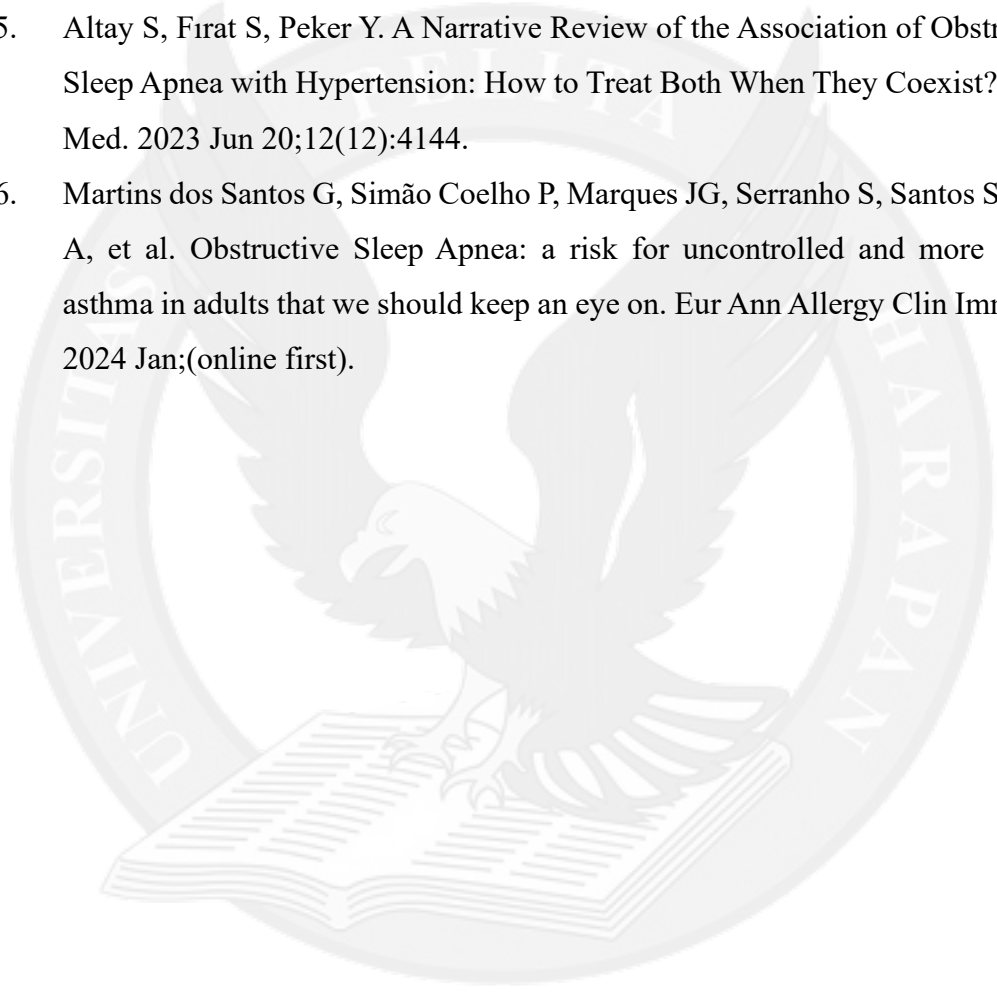 5. Altay S, Fırat S, Peker Y. A Narrative Review of the Association of
Sleep Apnea with Hypertension: How to Treat Both When They Coexist?
Med. 2023 Jun 20;12(12):4144.
6. Martins dos Santos G, Simão Coelho P, Marques JG, Serranho S, Santos
A, et al. Obstructive Sleep Apnea: a risk for uncontrolled and more
asthma in adults that we should keep an eye on. Eur Ann Allergy Clin
2024 Jan;(online first).
UNIVERSITAS PELITA HARAPAN